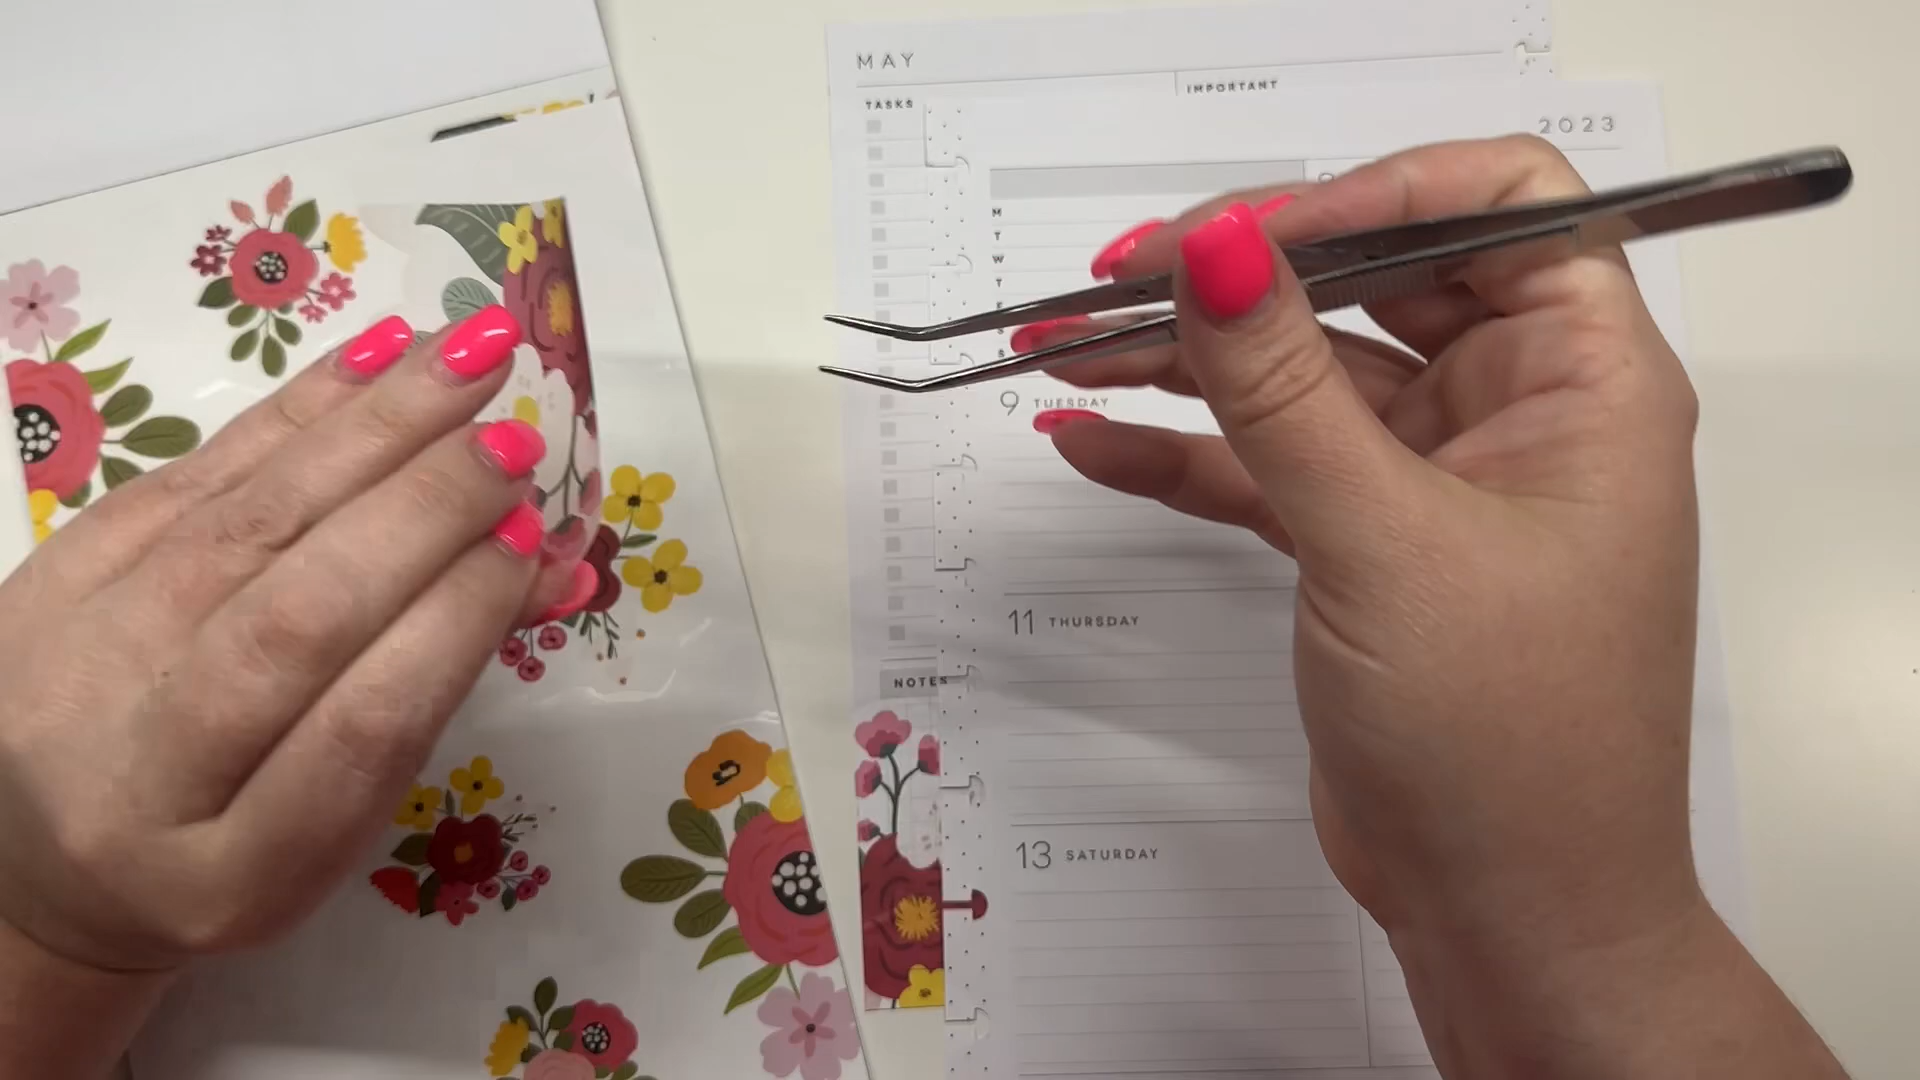 MAY
TASKS
IMPORTANT
2023
M
T
W
T
F
S
S
9 TUESDAY
11 THURSDAY
NOTES
13 SATURDAY